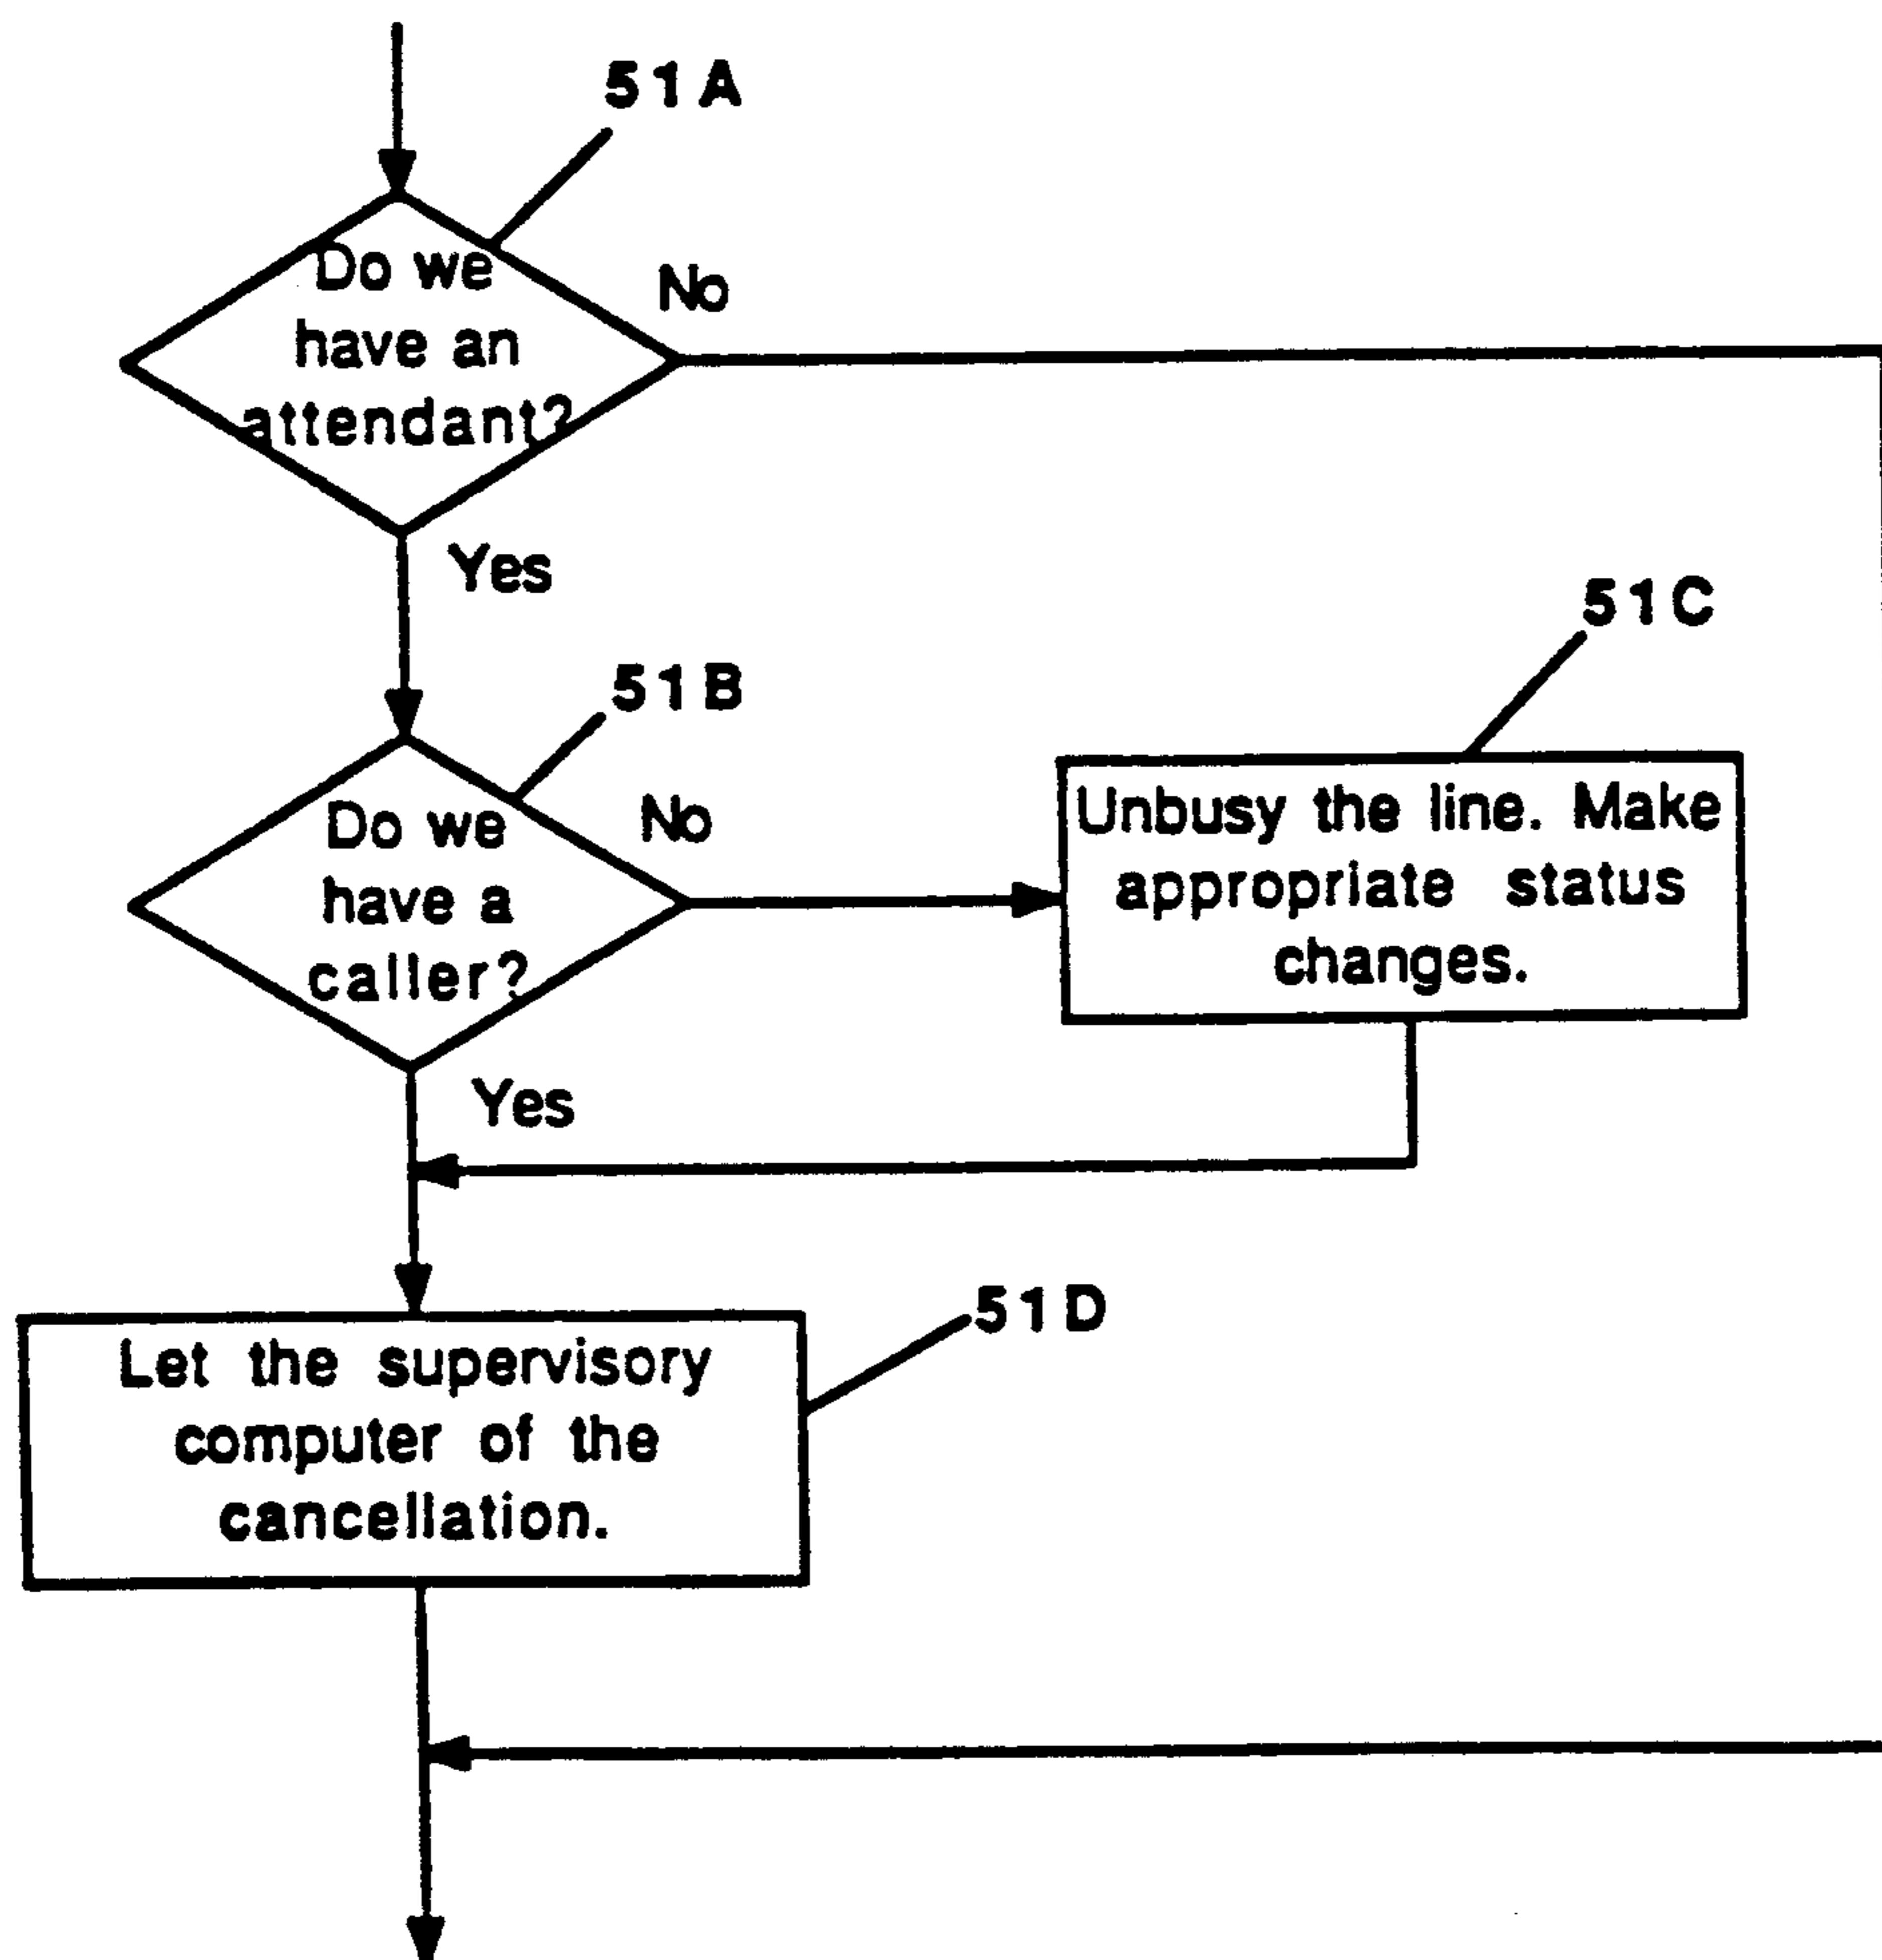 51A
Do we
have an
attendant?
No
Yes
51B
Do we
have a
caller?
No
51C
Unbusy the line. Make
appropriate status
changes.
Yes
51D
Let the supervisory
computer of the
cancellation.